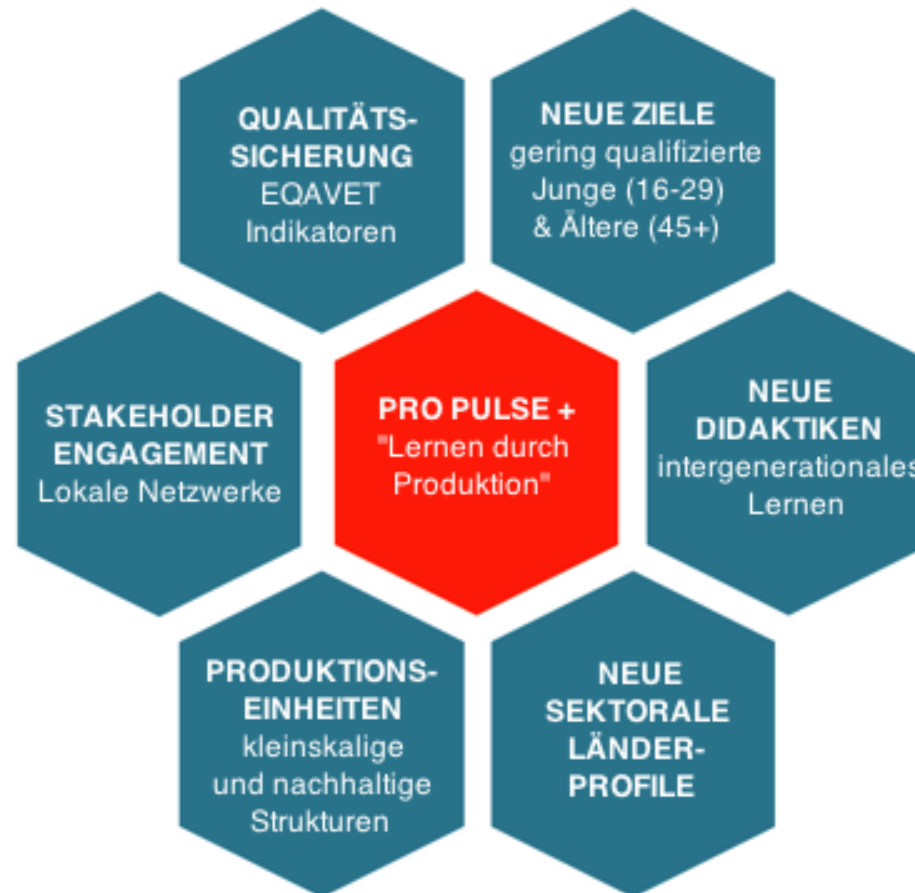 QUALITÄTS-
SICHERUNG
EQAVET
Indikatoren
NEUE ZIELE
gering qualifizierte
Junge (16-29)
& Ältere (45+)
STAKEHOLDER
ENGAGEMENT
Lokale Netzwerke
PRO PULSE +
"Lernen durch
Produktion"
NEUE
DIDAKTIKEN
intergenerationales
Lernen
PRODUKTIONS-
EINHEITEN
kleinskalige
und nachhaltige
Strukturen
NEUE
SEKTORALE
LÄNDER-
PROFILE